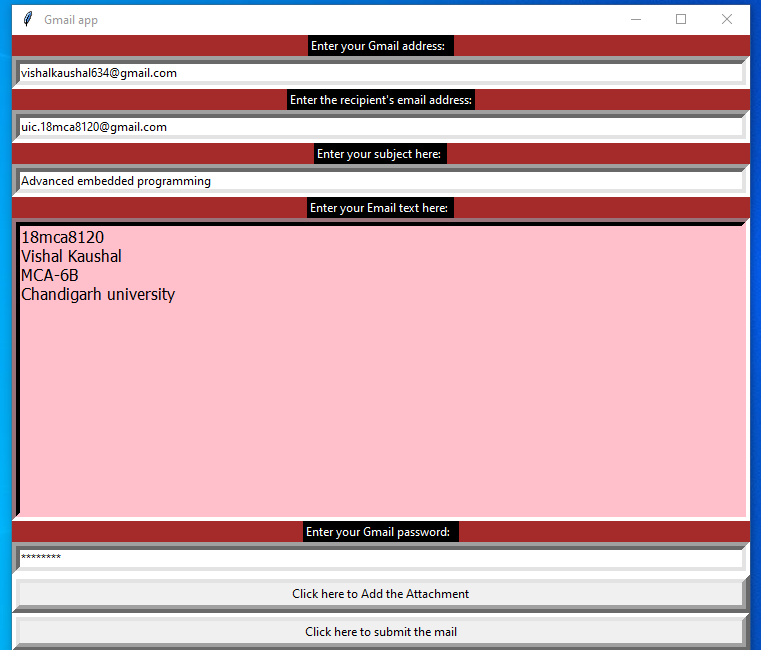 Gmail app
Enter your Gmail address:
vishalkaushal634@gmail.com
Enter the recipient's email address:
uic.18mca8120@gmail.com
Enter your subject here:
Advanced embedded programming
Enter your Email text here:
18mca8120
Vishal Kaushal
MCA-6B
Chandigarh university
Enter your Gmail password:
********
Click here to Add the Attachment
Click here to submit the mail